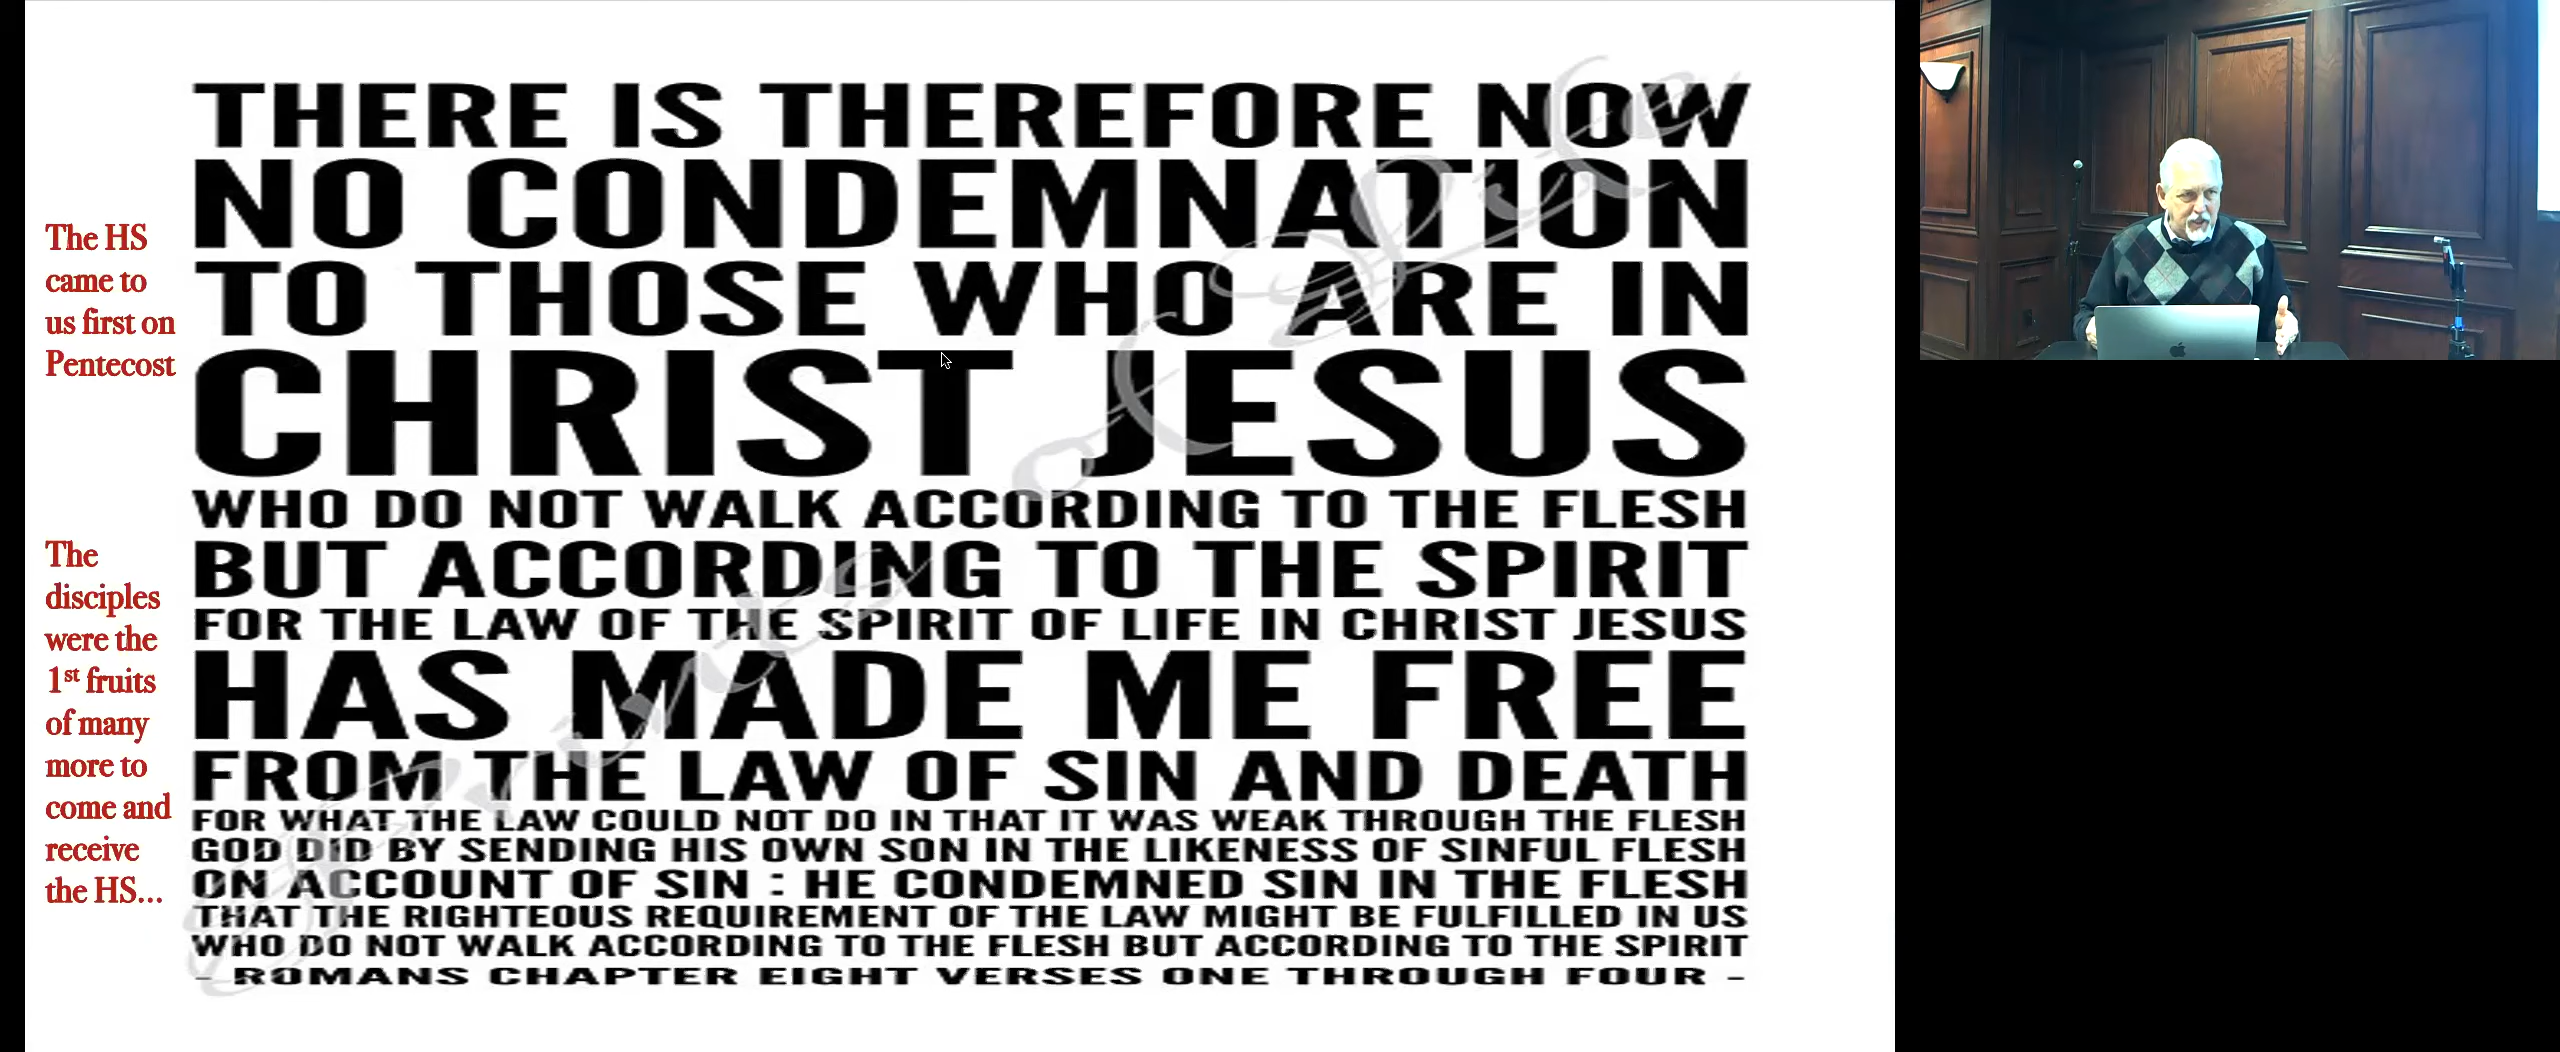 The HS
came to
us first on
Pentecost
The
disciples
were the
1st fruits
of many
more to
come and
receive
the HS...
THERE IS THEREFORE NOW
NO CONDEMNATION
TO THOSE WHO ARE IN
CHRIST JESUS
WHO DO NOT WALK ACCORDING TO THE FLESH
BUT ACCORDING TO THE SPIRIT
FOR THE LAW OF THE SPIRIT OF LIFE IN CHRIST JESUS
HAS MADE ME FREE
FROM THE LAW OF SIN AND DEATH
FOR WHAT THE LAW COULD NOT DO IN THAT IT WAS WEAK THROUGH THE FLESH
GOD DID BY SENDING HIS OWN SON IN THE LIKENESS OF SINFUL FLESH
ON ACCOUNT OF SIN : HE CONDEMNED SIN IN THE FLESH
THAT THE RIGHTEOUS REQUIREMENT OF THE LAW MIGHT BE FULFILLED IN US
WHO DO NOT WALK ACCORDING TO THE FLESH BUT ACCORDING TO THE SPIRIT
- ROMANS CHAPTER EIGHT VERSES ONE THROUGH FOUR -
Prints of Life